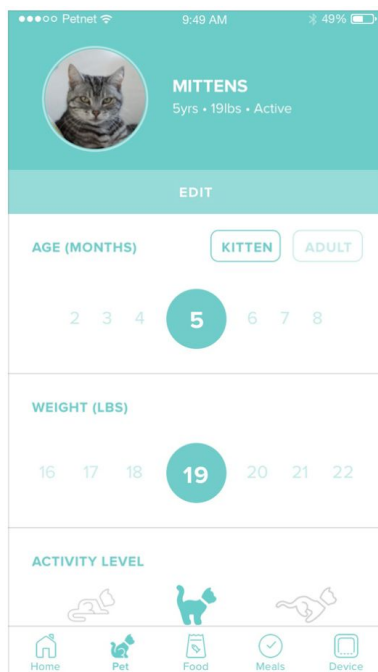 Petnet 9:49 AM 49%
MITTENS
5yrs • 19lbs • Active
EDIT
AGE (MONTHS) KITTEN ADULT
2 3 4 5 6 7 8
WEIGHT (LBS)
16 17 18 19 20 21 22
ACTIVITY LEVEL
Home Pet Food Meals Device